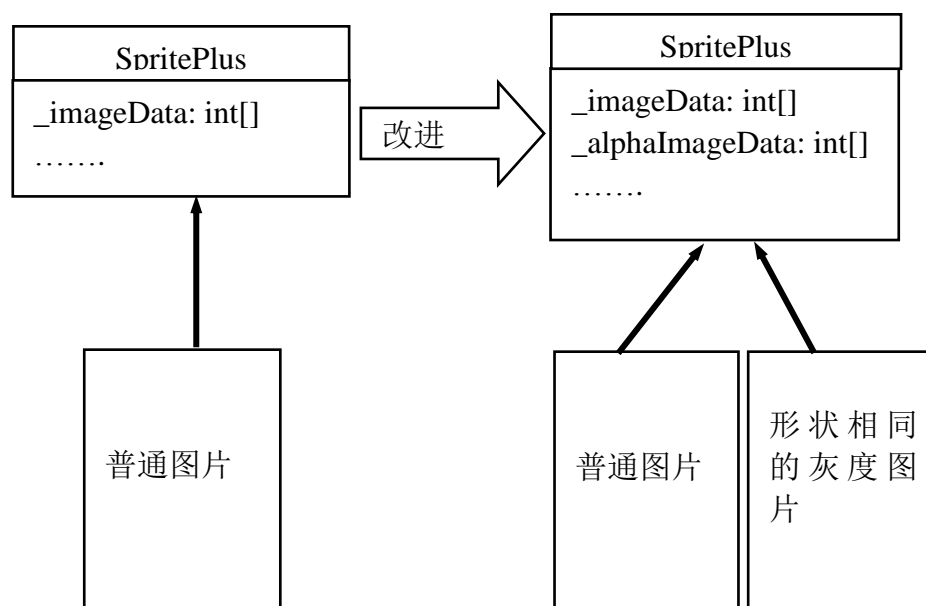 SpritePlus
_imageData: int[]
…….
改进
SpritePlus
_imageData: int[]
_alphaImageData: int[]
…….
普通图片
普通图片
形状相同
的灰度图
片